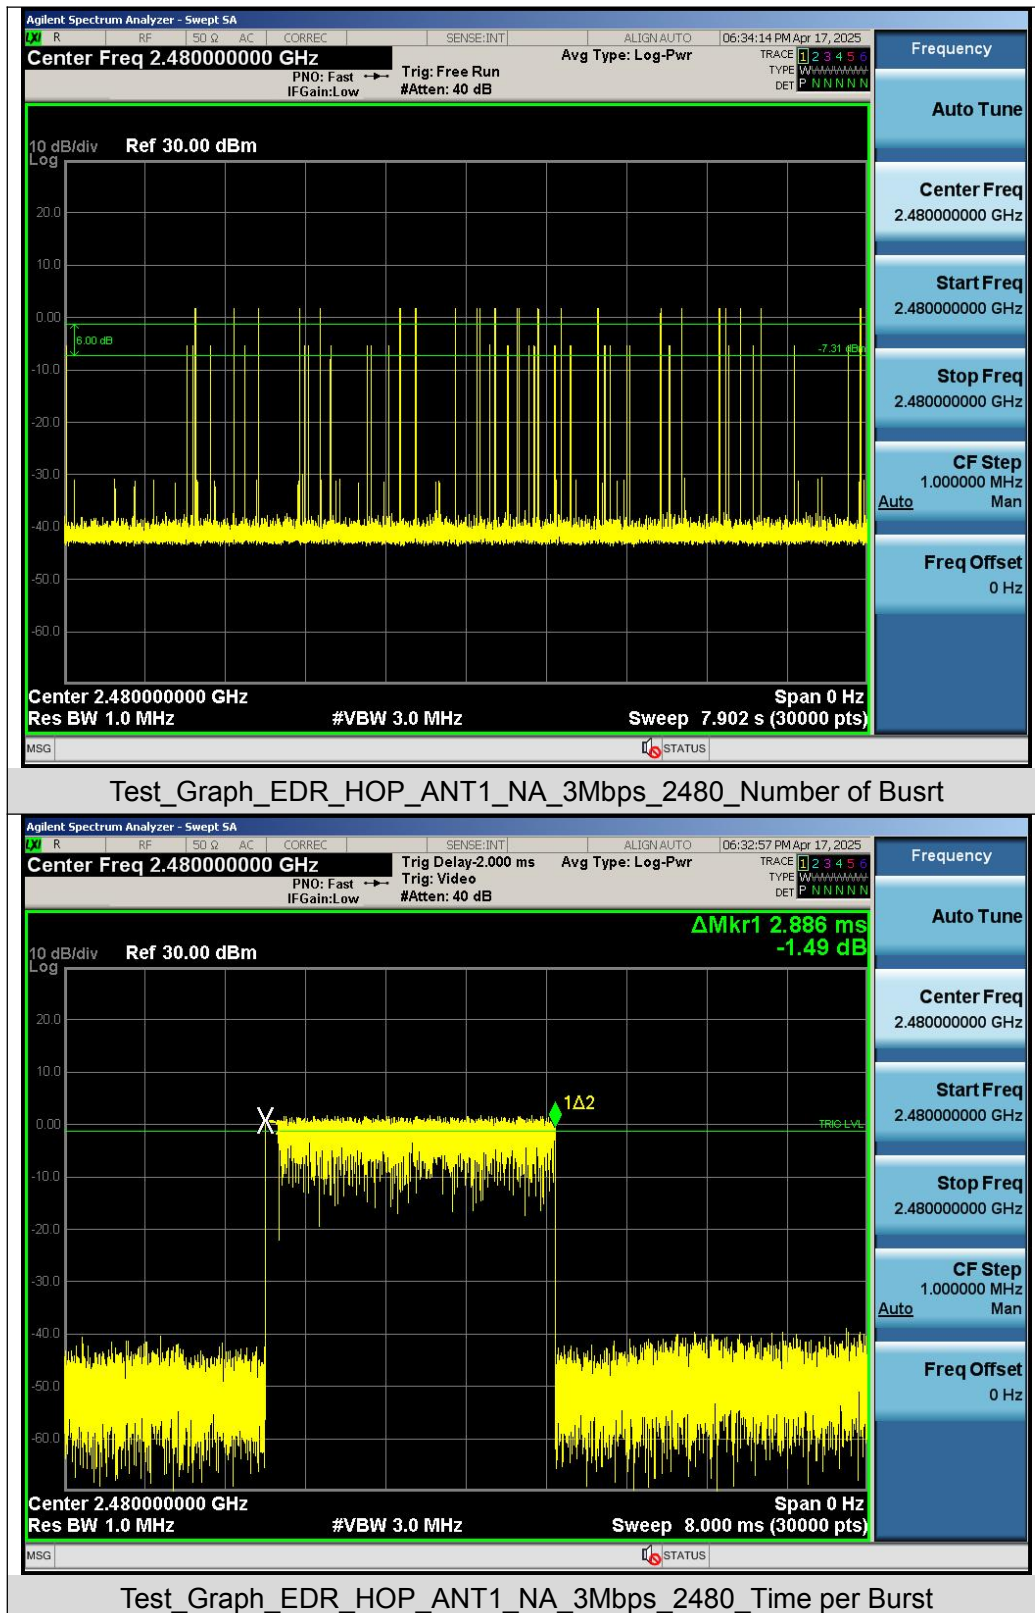 Agilent Spectrum Analyzer - Swept SA
LXI R RF 50 Ω AC CORREC SENSE:INT ALIGN AUTO 06:34:14 PM Apr 17, 2025
Center Freq 2.480000000 GHz Avg Type: Log-Pwr TRACE 1 2 3 4 5 6
PNO: Fast Trig: Free Run TYPE WWWWWW
IFGain:Low #Atten: 40 dB DET P N N N N N
Frequency
Auto Tune
10 dB/div Ref 30.00 dBm
Log
20.0
10.0
0.00
6.00 dB
-7.31 dBm
-10.0
-20.0
-30.0
-40.0
-50.0
-60.0
Center 2.480000000 GHz Span 0 Hz
Res BW 1.0 MHz #VBW 3.0 MHz Sweep 7.902 s (30000 pts)
Center Freq
2.480000000 GHz
Start Freq
2.480000000 GHz
Stop Freq
2.480000000 GHz
CF Step
1.000000 MHz
Auto Man
Freq Offset
0 Hz
MSG STATUS
Test_Graph_EDR_HOP_ANT1_NA_3Mbps_2480_Number of Busrt
Agilent Spectrum Analyzer - Swept SA
LXI R RF 50 Ω AC CORREC SENSE:INT ALIGN AUTO 06:32:57 PM Apr 17, 2025
Center Freq 2.480000000 GHz Trig Delay-2.000 ms Avg Type: Log-Pwr TRACE 1 2 3 4 5 6
PNO: Fast Trig: Video TYPE WWWWWW
IFGain:Low #Atten: 40 dB DET P N N N N N
Frequency
Auto Tune
ΔMkr1 2.886 ms
-1.49 dB
10 dB/div Ref 30.00 dBm
Log
20.0
10.0
1Δ2
0.00
TRIG LVL
-10.0
-20.0
-30.0
-40.0
-50.0
-60.0
Center 2.480000000 GHz Span 0 Hz
Res BW 1.0 MHz #VBW 3.0 MHz Sweep 8.000 ms (30000 pts)
Center Freq
2.480000000 GHz
Start Freq
2.480000000 GHz
Stop Freq
2.480000000 GHz
CF Step
1.000000 MHz
Auto Man
Freq Offset
0 Hz
MSG STATUS
Test_Graph_EDR_HOP_ANT1_NA_3Mbps_2480_Time per Burst